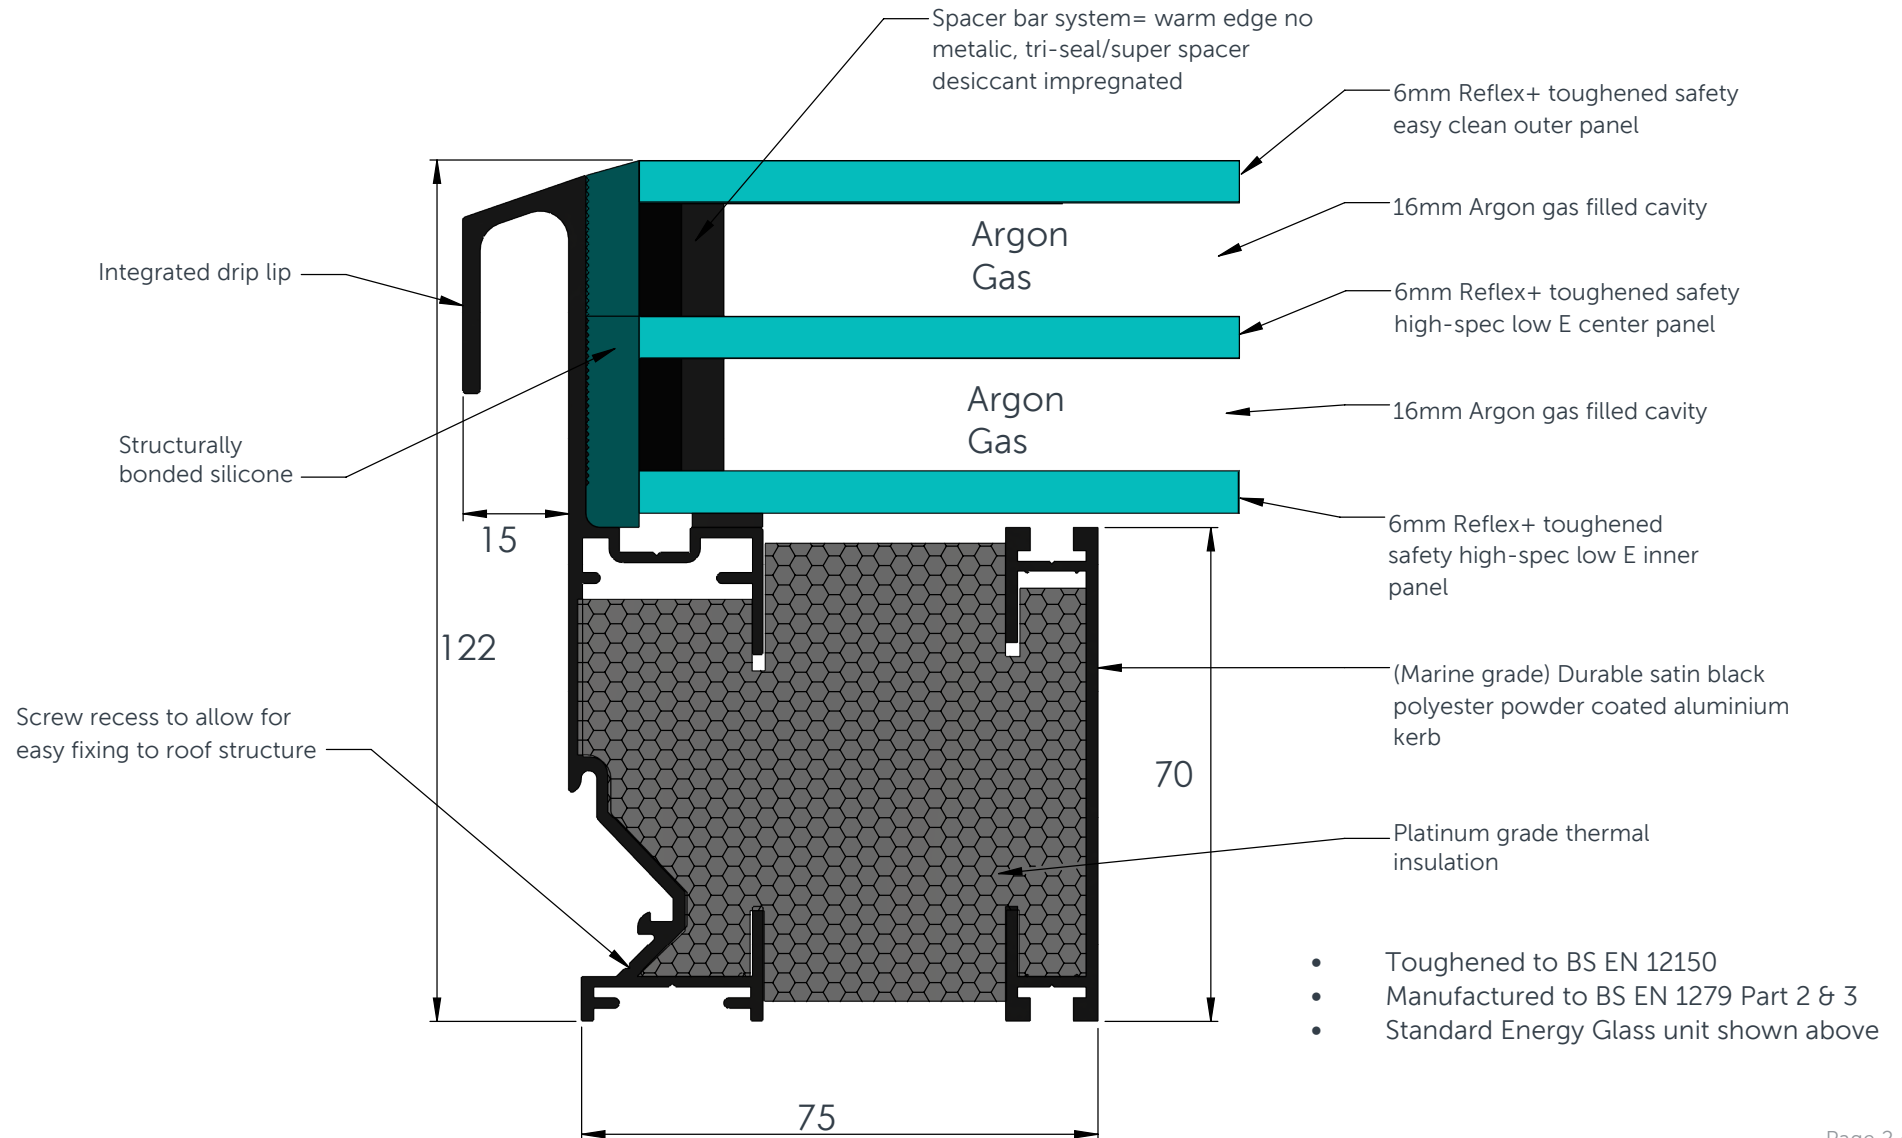 Spacer bar system= warm edge no
metalic, tri-seal/super spacer
desiccant impregnated
6mm Reflex+ toughened safety
easy clean outer panel
16mm Argon gas filled cavity
Argon
Gas
Integrated drip lip
6mm Reflex+ toughened safety
high-spec low E center panel
Argon
Gas
16mm Argon gas filled cavity
Structurally
bonded silicone
15
6mm Reflex+ toughened
safety high-spec low E inner
panel
122
(Marine grade) Durable satin black
polyester powder coated aluminium
kerb
Screw recess to allow for
easy fixing to roof structure
70
Platinum grade thermal
insulation
• Toughened to BS EN 12150
• Manufactured to BS EN 1279 Part 2 & 3
• Standard Energy Glass unit shown above
75
Page